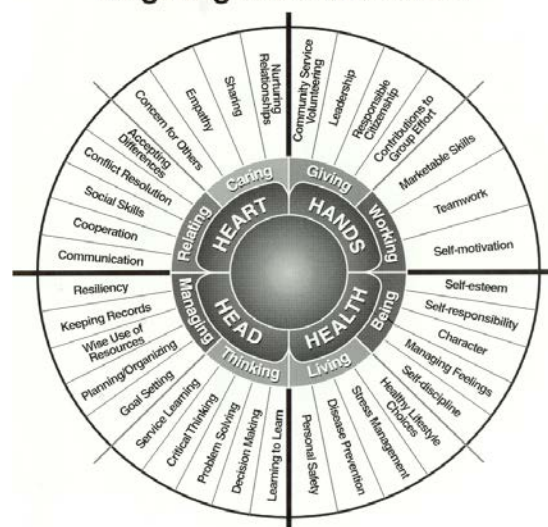 Nurturing
Relationships
Sharing
Empathy
Concern for Others
Accepting
Differences
Conflict Resolution
Social Skills
Cooperation
Communication
Community Service
Volunteering
Leadership
Responsible
Citizenship
Contributions to
Group Effort
Marketable Skills
Teamwork
Self-motivation
Caring
Relating
HEART
Giving
Working
HANDS
Managing
Thinking
HEAD
Being
Living
HEALTH
Resiliency
Keeping Records
Wise Use of
Resources
Planning/Organizing
Goal Setting
Service Learning
Critical Thinking
Problem Solving
Decision Making
Learning to Learn
Self-esteem
Self-responsibility
Character
Managing Feelings
Self-discipline
Healthy Lifestyle
Choices
Stress Management
Disease Prevention
Personal Safety